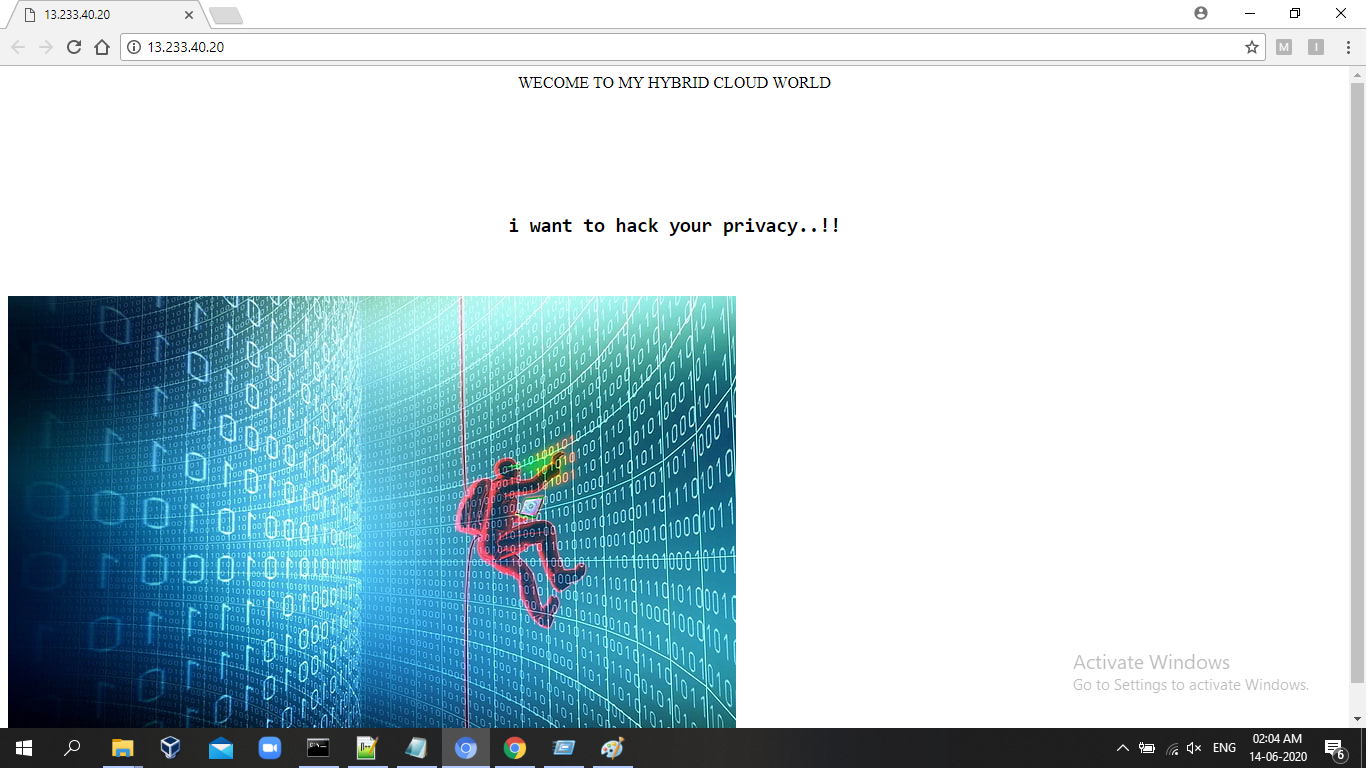 13.233.40.20
13.233.40.20
M
I
WECOME TO MY HYBRID CLOUD WORLD
i want to hack your privacy..!!
Activate Windows
Go to Settings to activate Windows.
ENG
02:04 AM
14-06-2020
6